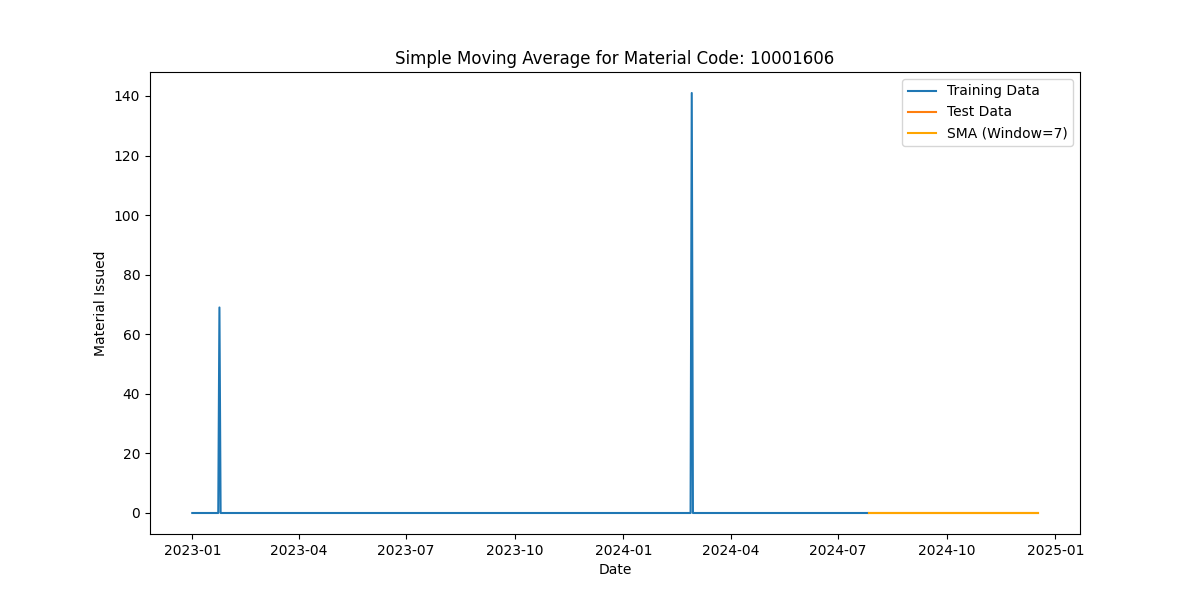 Simple Moving Average for Material Code: 10001606
Training Data
Test Data
SMA (Window=7)
Material Issued
140
120
100
80
60
40
20
0
2023-01 2023-04 2023-07 2023-10 2024-01 2024-04 2024-07 2024-10 2025-01
Date